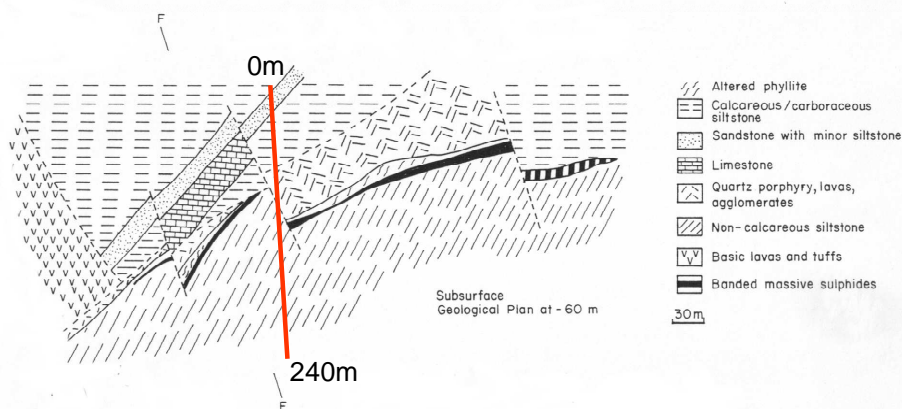 F
0m
Altered phyllite
Calcareous/carboraceous
siltstone
Sandstone with minor siltstone
Limestone
Quartz porphyry, lavas,
agglomerates
Non-calcareous siltstone
Basic lavas and tuffs
Banded massive sulphides
30m
Subsurface
Geological Plan at -60 m
240m
F